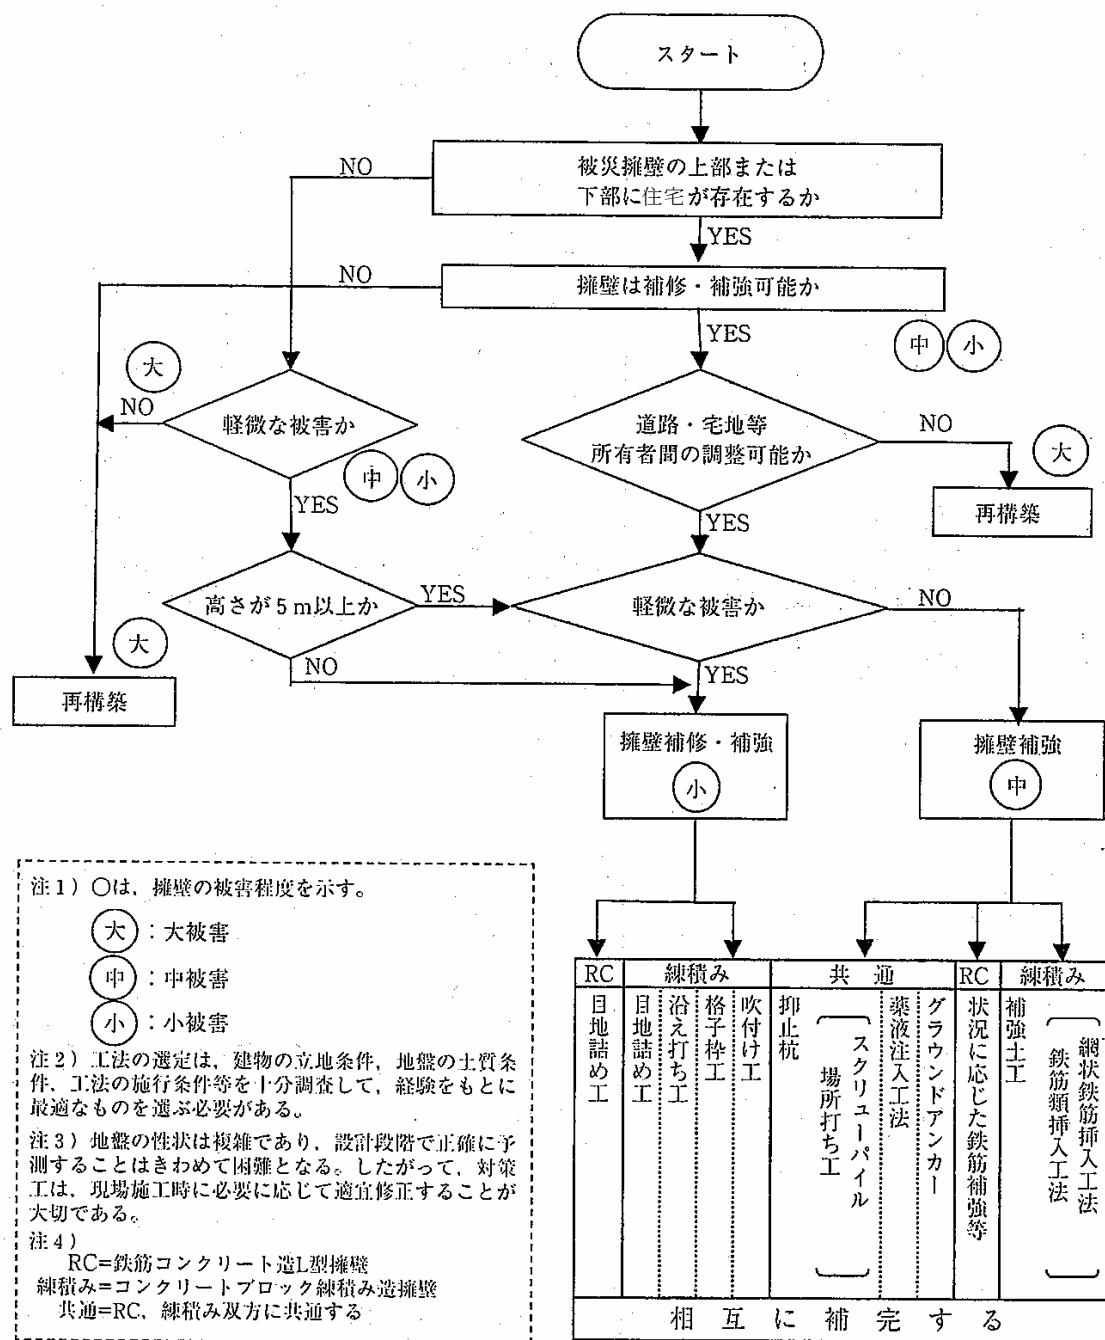 スタート
被災擁壁の上部または
下部に住宅が存在するか
NO
YES
擁壁は補修・補強可能か
NO
YES
中 小
大
軽微な被害か
NO
中 小
YES
道路・宅地等
所有者間の調整可能か
NO
大
再構築
YES
高さが5m以上か
YES
NO
軽微な被害か
NO
YES
大
再構築
擁壁補修・補強
小
擁壁補強
中
注1) ○は,擁壁の被害程度を示す。
大:大被害
中:中被害
小:小被害
注2) 工法の選定は,建物の立地条件,地盤の土質条
件,工法の施行条件等を十分調査して,経験をもとに
最適なものを選ぶ必要がある。
注3) 地盤の性状は複雑であり,設計段階で正確に予
測することはきわめて困難となる。したがって,対策
工は,現場施工時に必要に応じて適宜修正することが
大切である。
注4)
RC=鉄筋コンクリート造L型擁壁
練積み=コンクリートブロック練積み造擁壁
共通=RC,練積み双方に共通する
RC
練積み
共通
RC
練積み
目地詰め工
目地詰め工
沿え打ち工
格子枠工
吹付け工
抑止杭
スクリューパイル
場所打ち工
薬液注入工法
グラウンドアンカー
状況に応じた鉄筋補強等
補強土工
網状鉄筋挿入工法
鉄筋類挿入工法
相互に補完する